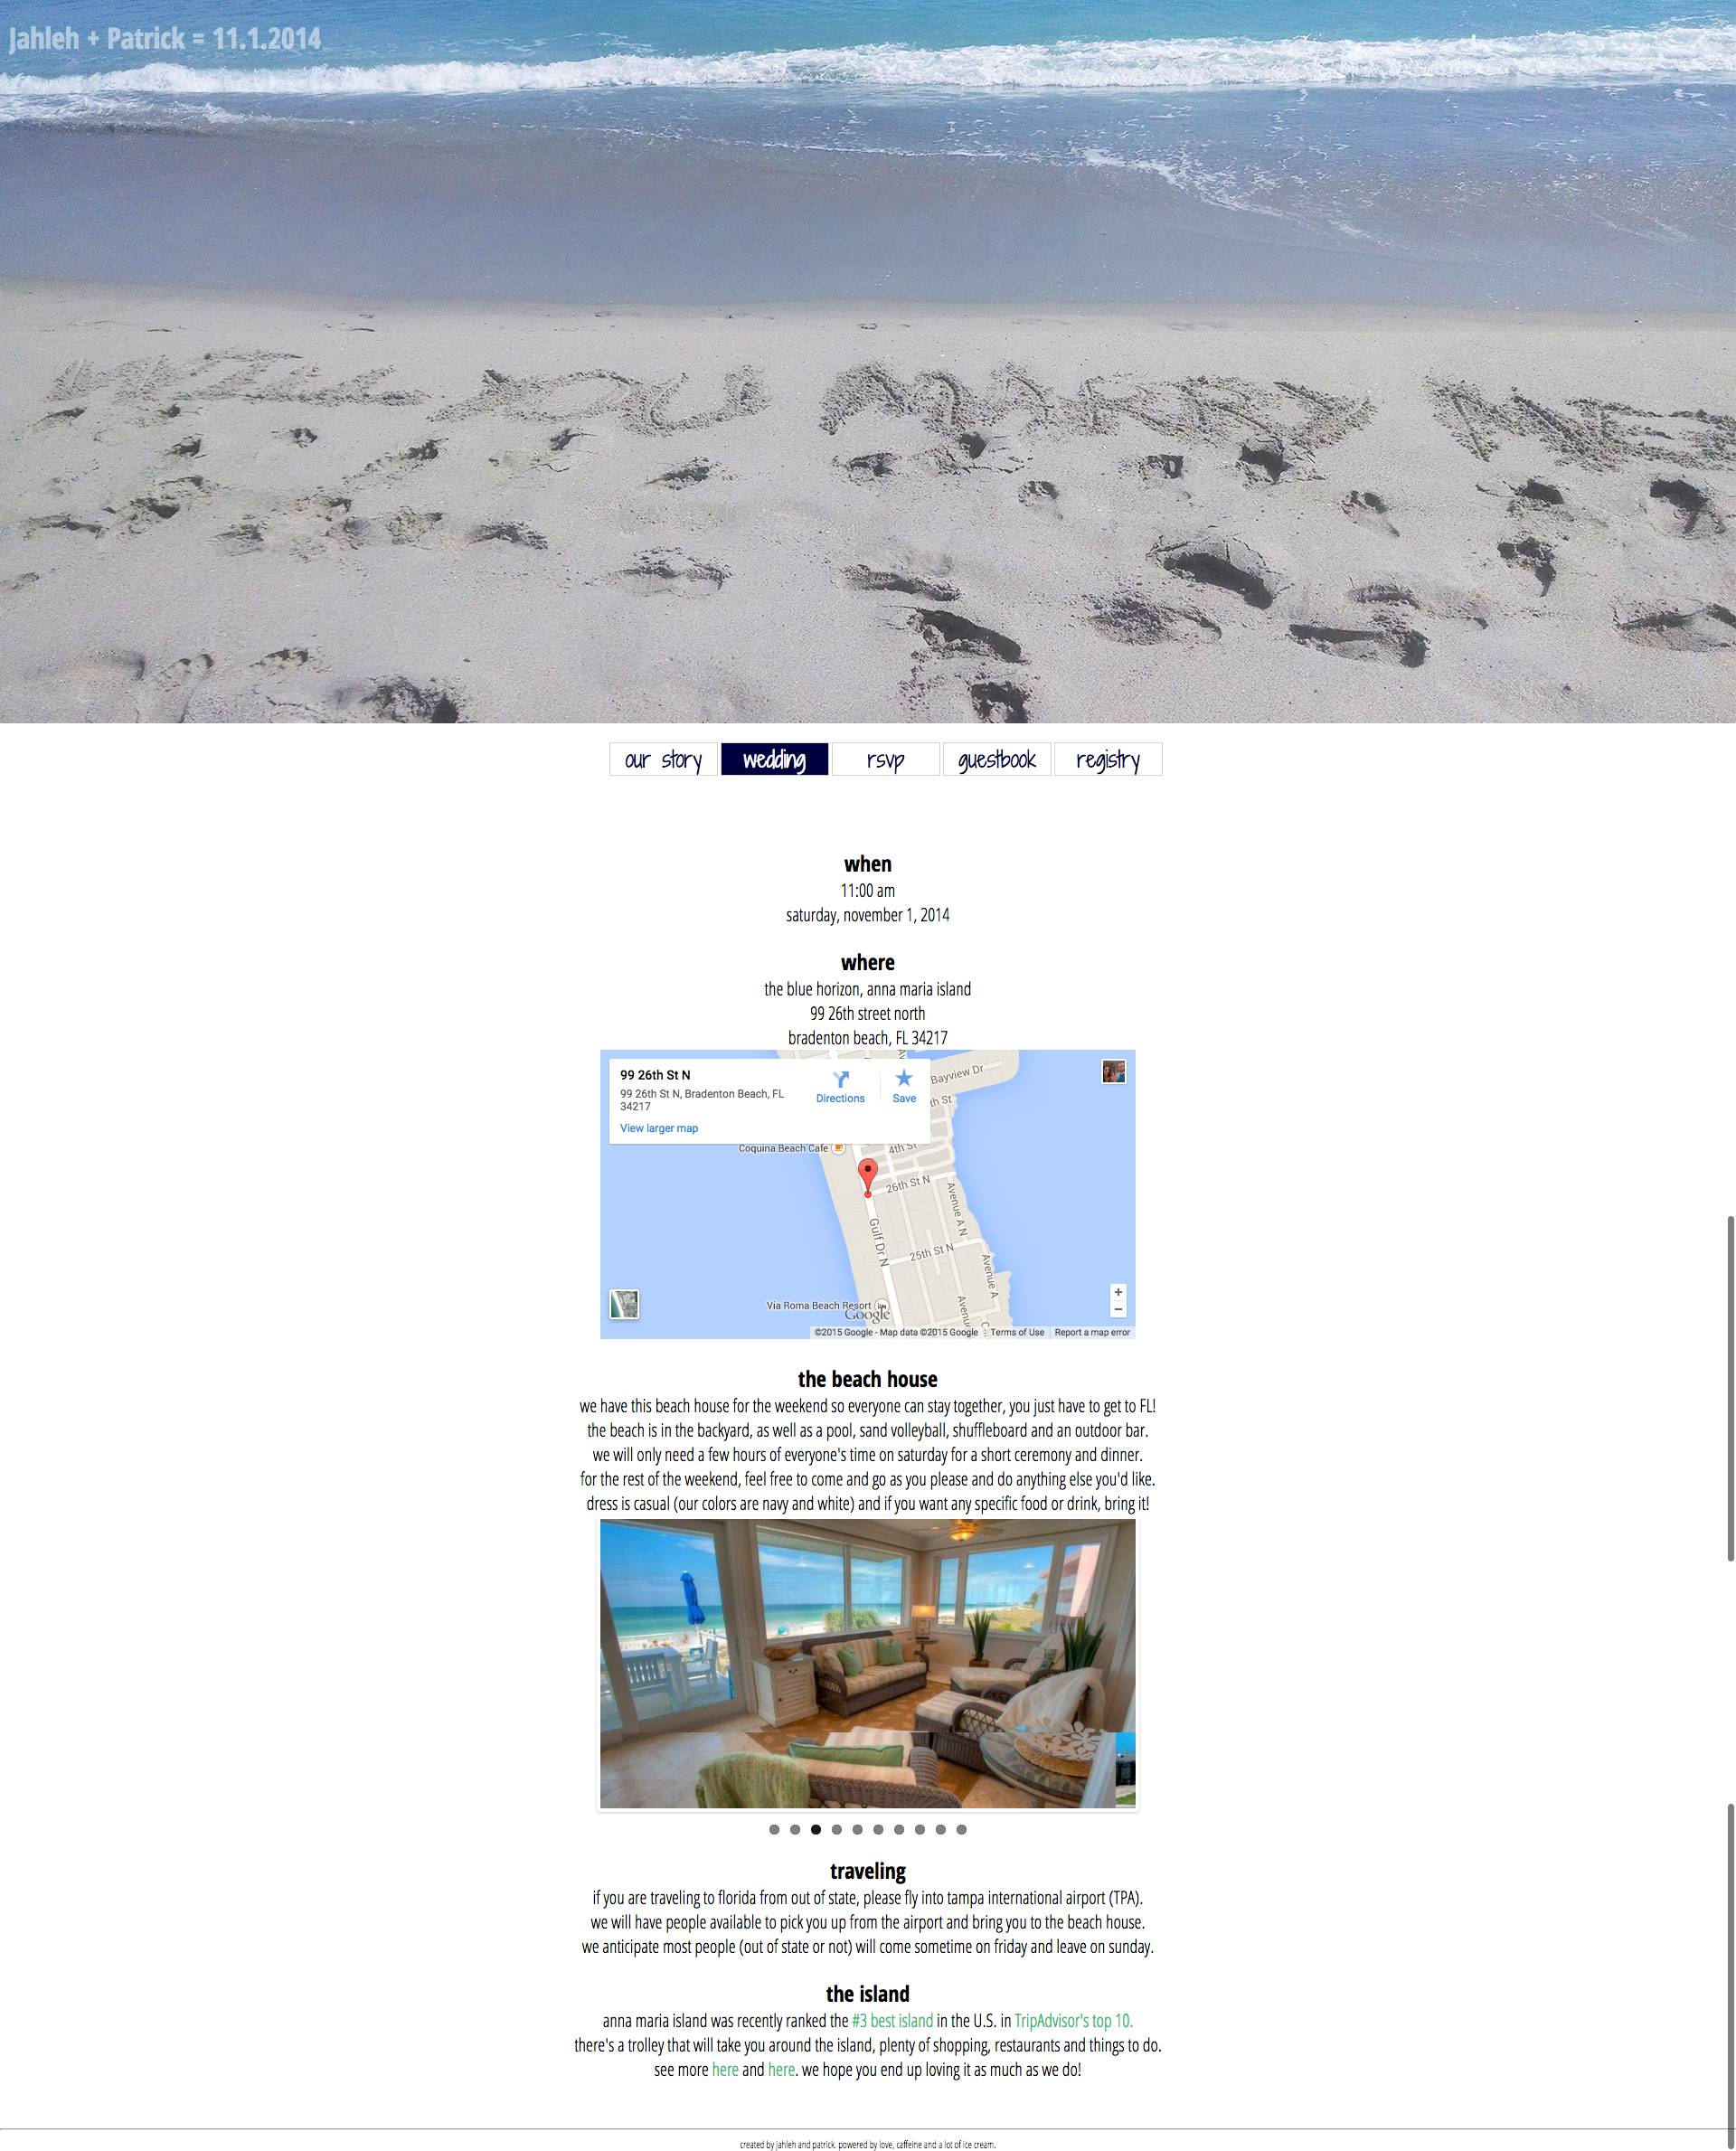 Jahleh + Patrick = 11.1.2014
WILL YOU MARRY ME
our story wedding rsvp guestbook registry
when
11:00 am
saturday, november 1, 2014
where
the blue horizon, anna maria island
99 26th street north
bradenton beach, FL 34217
99 26th St N
99 26th St N, Bradenton Beach, FL
34217
View larger map
Directions
Save
Bayview Dr
th St
Coquina Beach Cafe
4th St
26th St N
Avenue A N
Gulf Dr N
25th St N
Avenue A
Via Roma Beach Resort
Google
©2015 Google - Map data ©2015 Google Terms of Use Report a map error
the beach house
we have this beach house for the weekend so everyone can stay together, you just have to get to FL!
the beach is in the backyard, as well as a pool, sand volleyball, shuffleboard and an outdoor bar.
we will only need a few hours of everyone's time on saturday for a short ceremony and dinner.
for the rest of the weekend, feel free to come and go as you please and do anything else you'd like.
dress is casual (our colors are navy and white) and if you want any specific food or drink, bring it!
traveling
if you are traveling to florida from out of state, please fly into tampa international airport (TPA).
we will have people available to pick you up from the airport and bring you to the beach house.
we anticipate most people (out of state or not) will come sometime on friday and leave on sunday.
the island
anna maria island was recently ranked the #3 best island in the U.S. in TripAdvisor's top 10.
there's a trolley that will take you around the island, plenty of shopping, restaurants and things to do.
see more here and here. we hope you end up loving it as much as we do!
created by jahleh and patrick. powered by love, caffeine and a lot of ice cream.